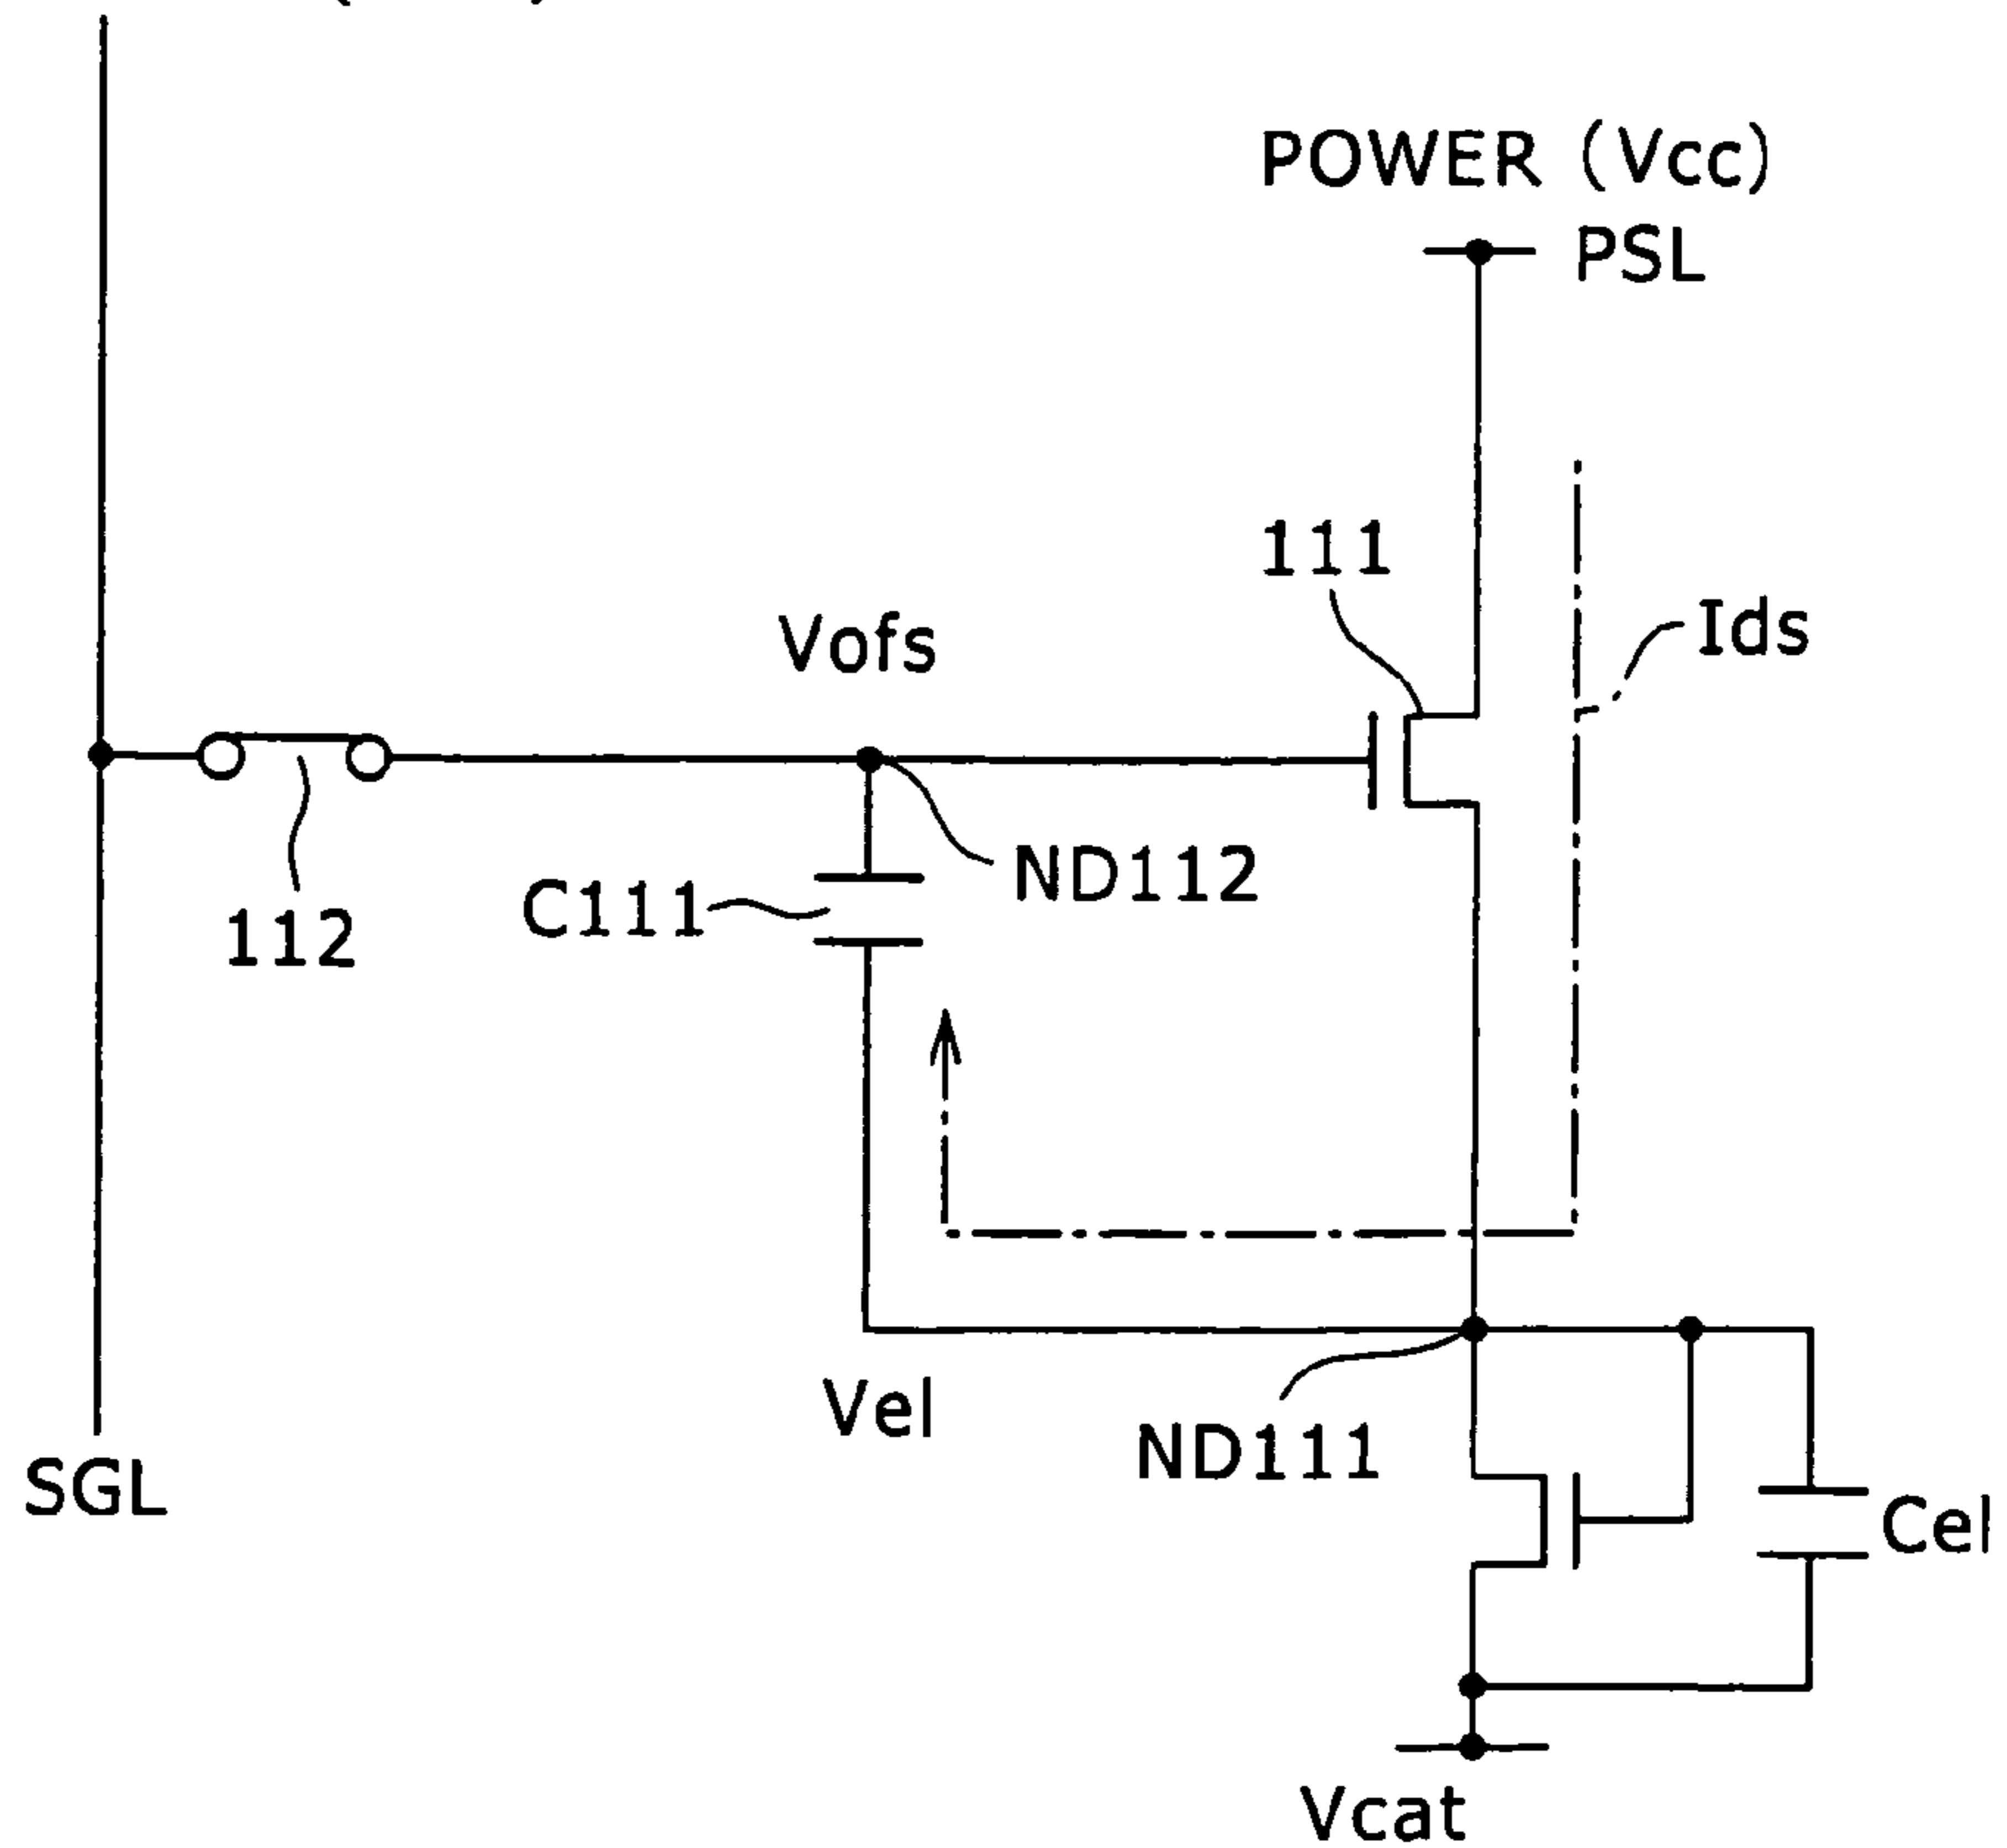 POWER (Vcc)
PSL
111
Ids
Vofs
ND112
C111
112
Vel
ND111
SGL
Cel
Vcat